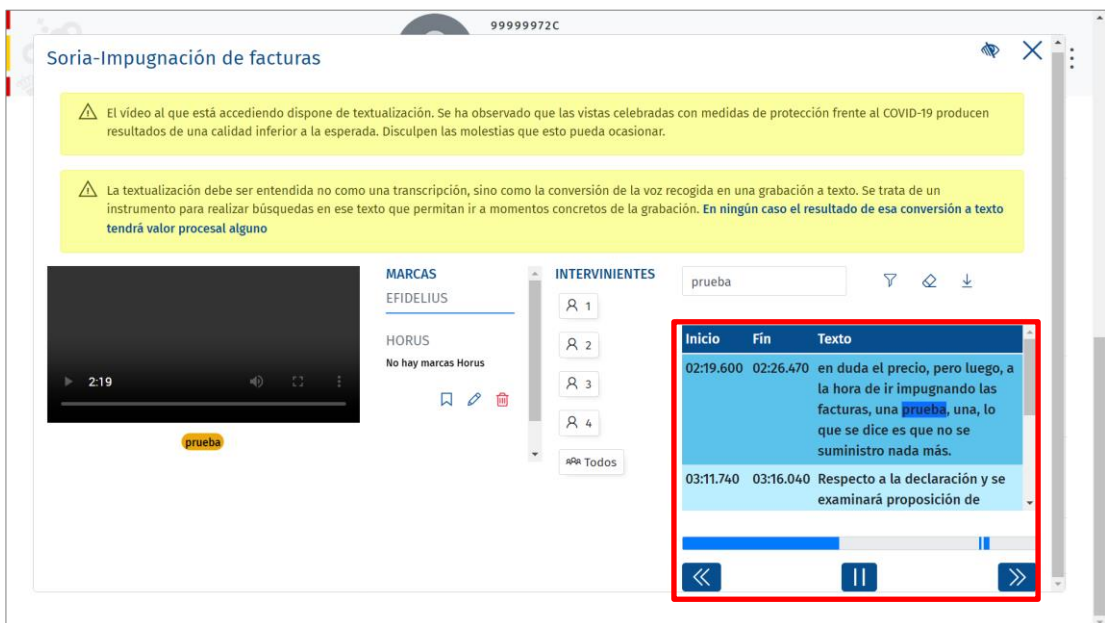 99999972C
Soria-Impugnación de facturas
El vídeo al que está accediendo dispone de textualización. Se ha observado que las vistas celebradas con medidas de protección frente al COVID-19 producen
resultados de una calidad inferior a la esperada. Disculpen las molestias que esto pueda ocasionar.
La textualización debe ser entendida no como una transcripción, sino como la conversión de la voz recogida en una grabación a texto. Se trata de un
instrumento para realizar búsquedas en ese texto que permitan ir a momentos concretos de la grabación. En ningún caso el resultado de esa conversión a texto
tendrá valor procesal alguno
2:19
prueba
MARCAS
EFIDELIUS
HORUS
No hay marcas Horus
INTERVINIENTES
1
2
3
4
Todos
prueba
Inicio Fín Texto
02:19.600 02:26.470 en duda el precio, pero luego, a
la hora de ir impugnando las
facturas, una prueba, una, lo
que se dice es que no se
suministro nada más.
03:11.740 03:16.040 Respecto a la declaración y se
examinará proposición de